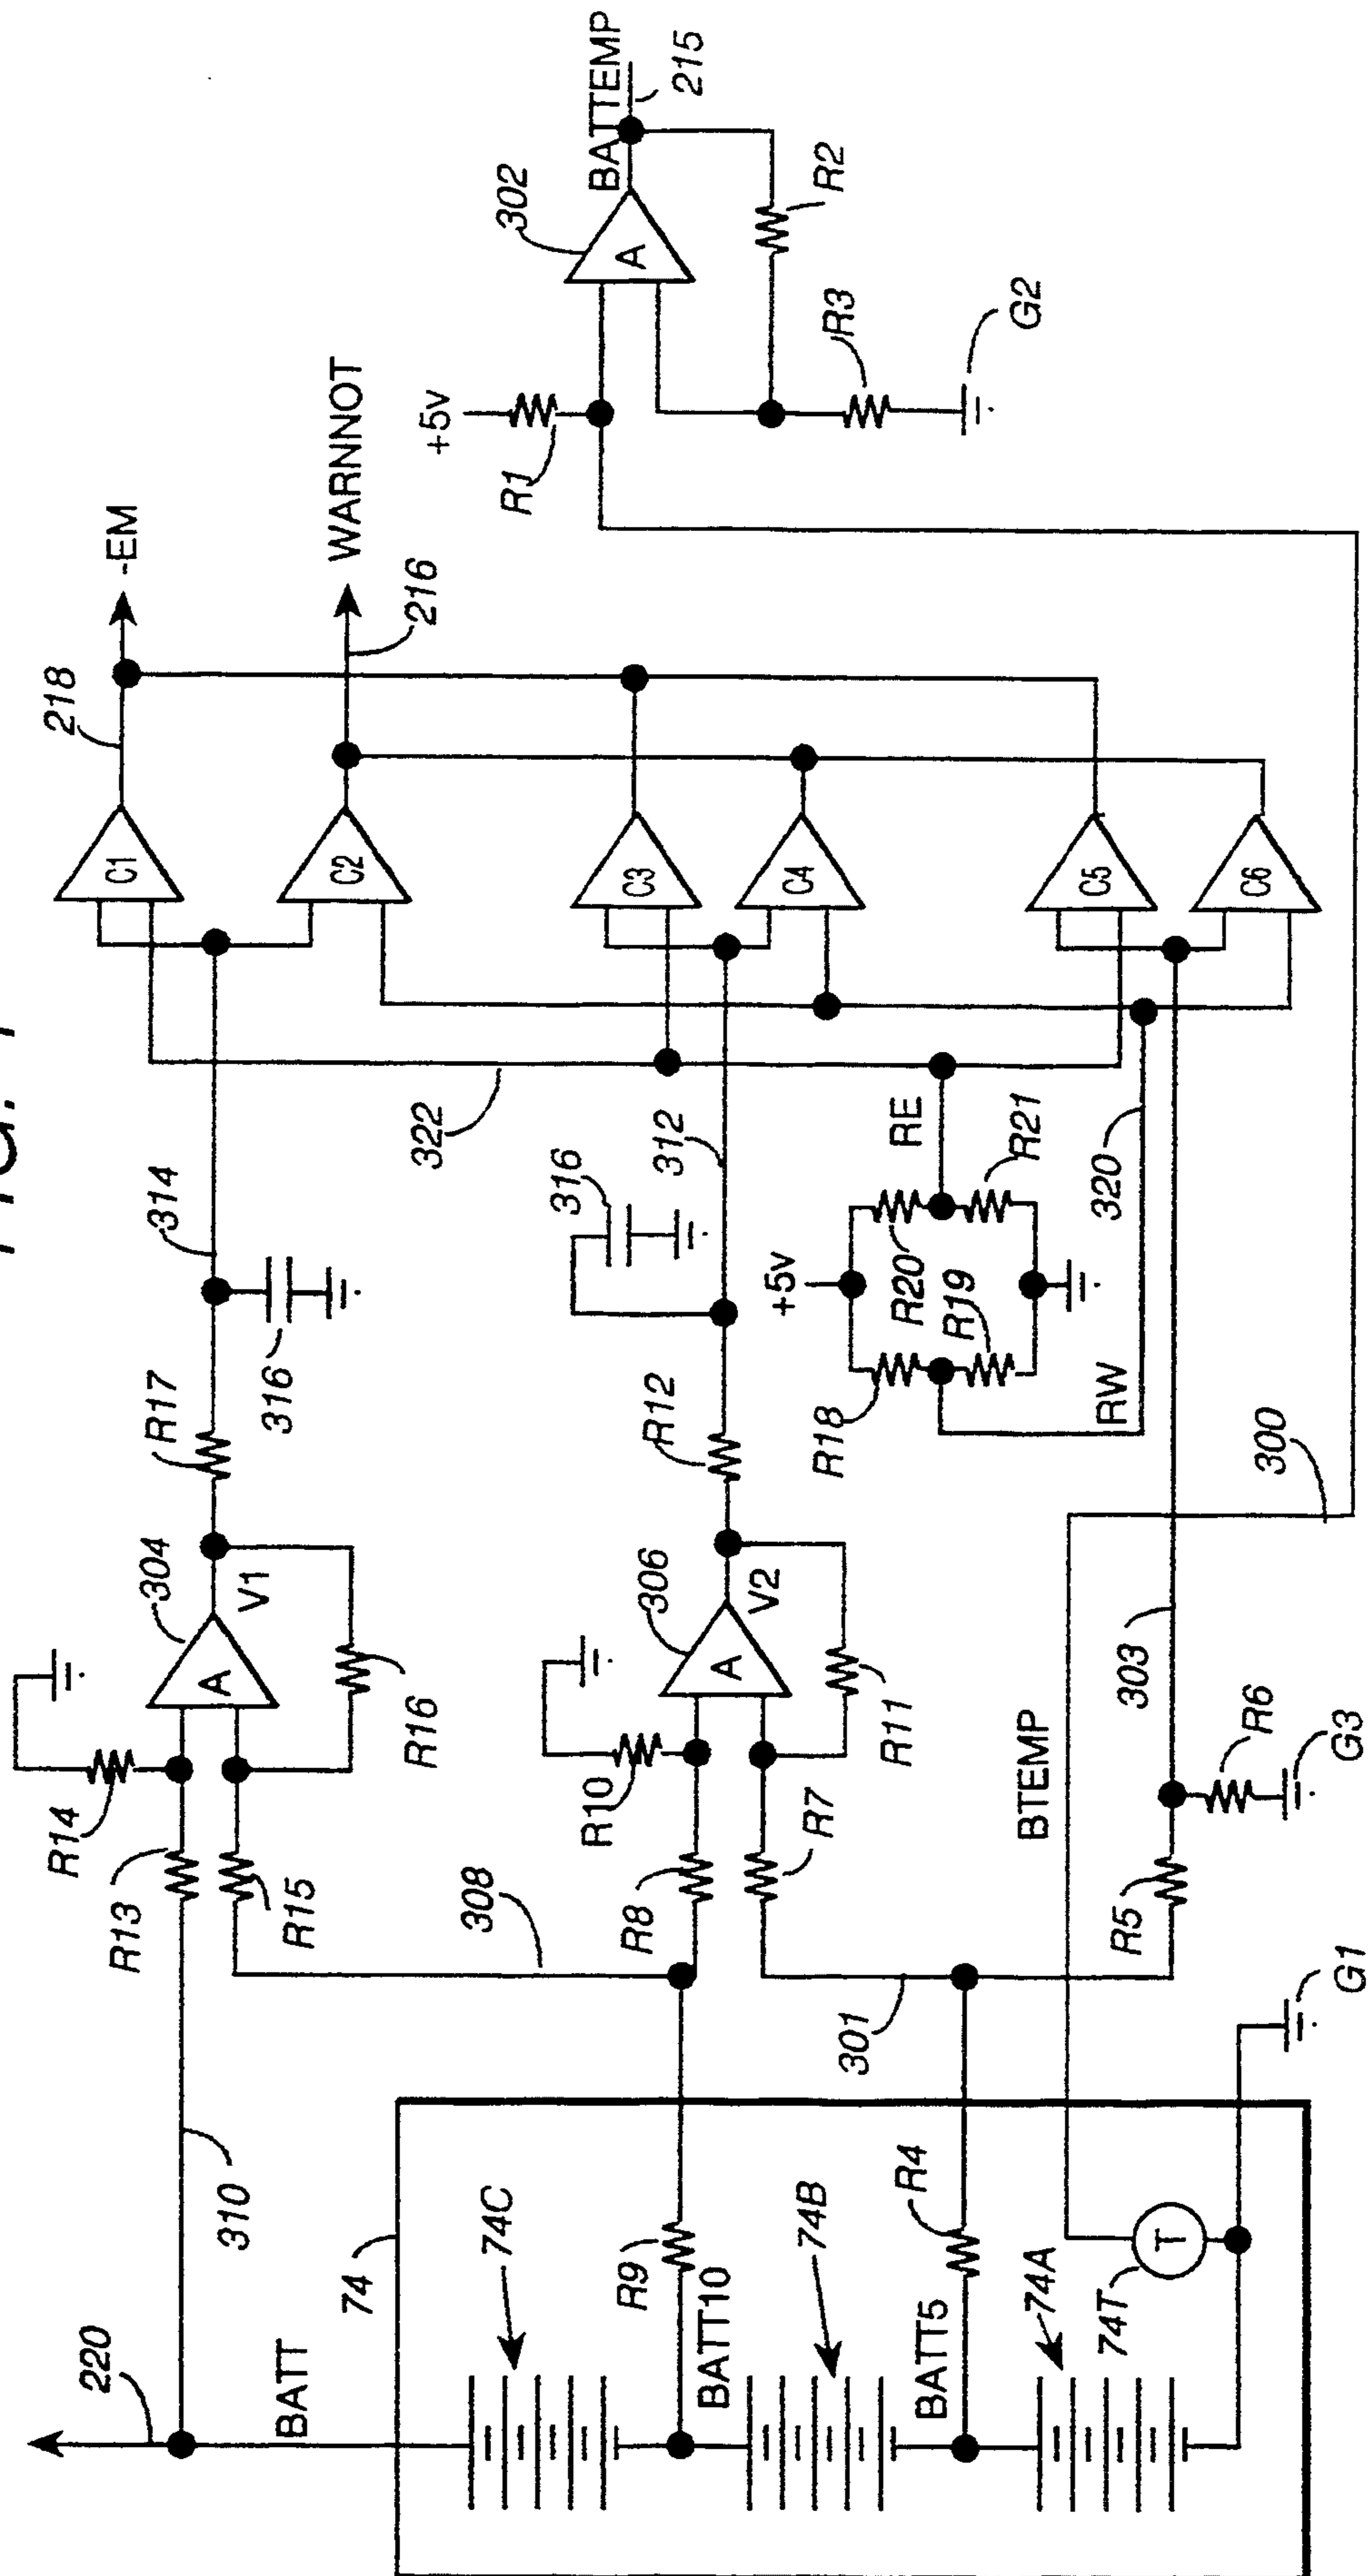 FIG.
220
310
R13
R14
304
R17
314
218
-EM
BATT
R15
V1
A
R16
316
C1
WARNNOT
216
74
74C
308
C2
322
BATTEMP
215
302
A
R1
+5v
R2
R3
G2
R9
BATT10
R8
R10
306
A
V2
R11
R12
316
312
C3
74B
R7
+5v
R18
R20
R19
RE
R21
C4
BATT5
R4
301
BTEMP
RW
320
C5
74A
74T
T
R5
303
R6
C6
G1
G3
300